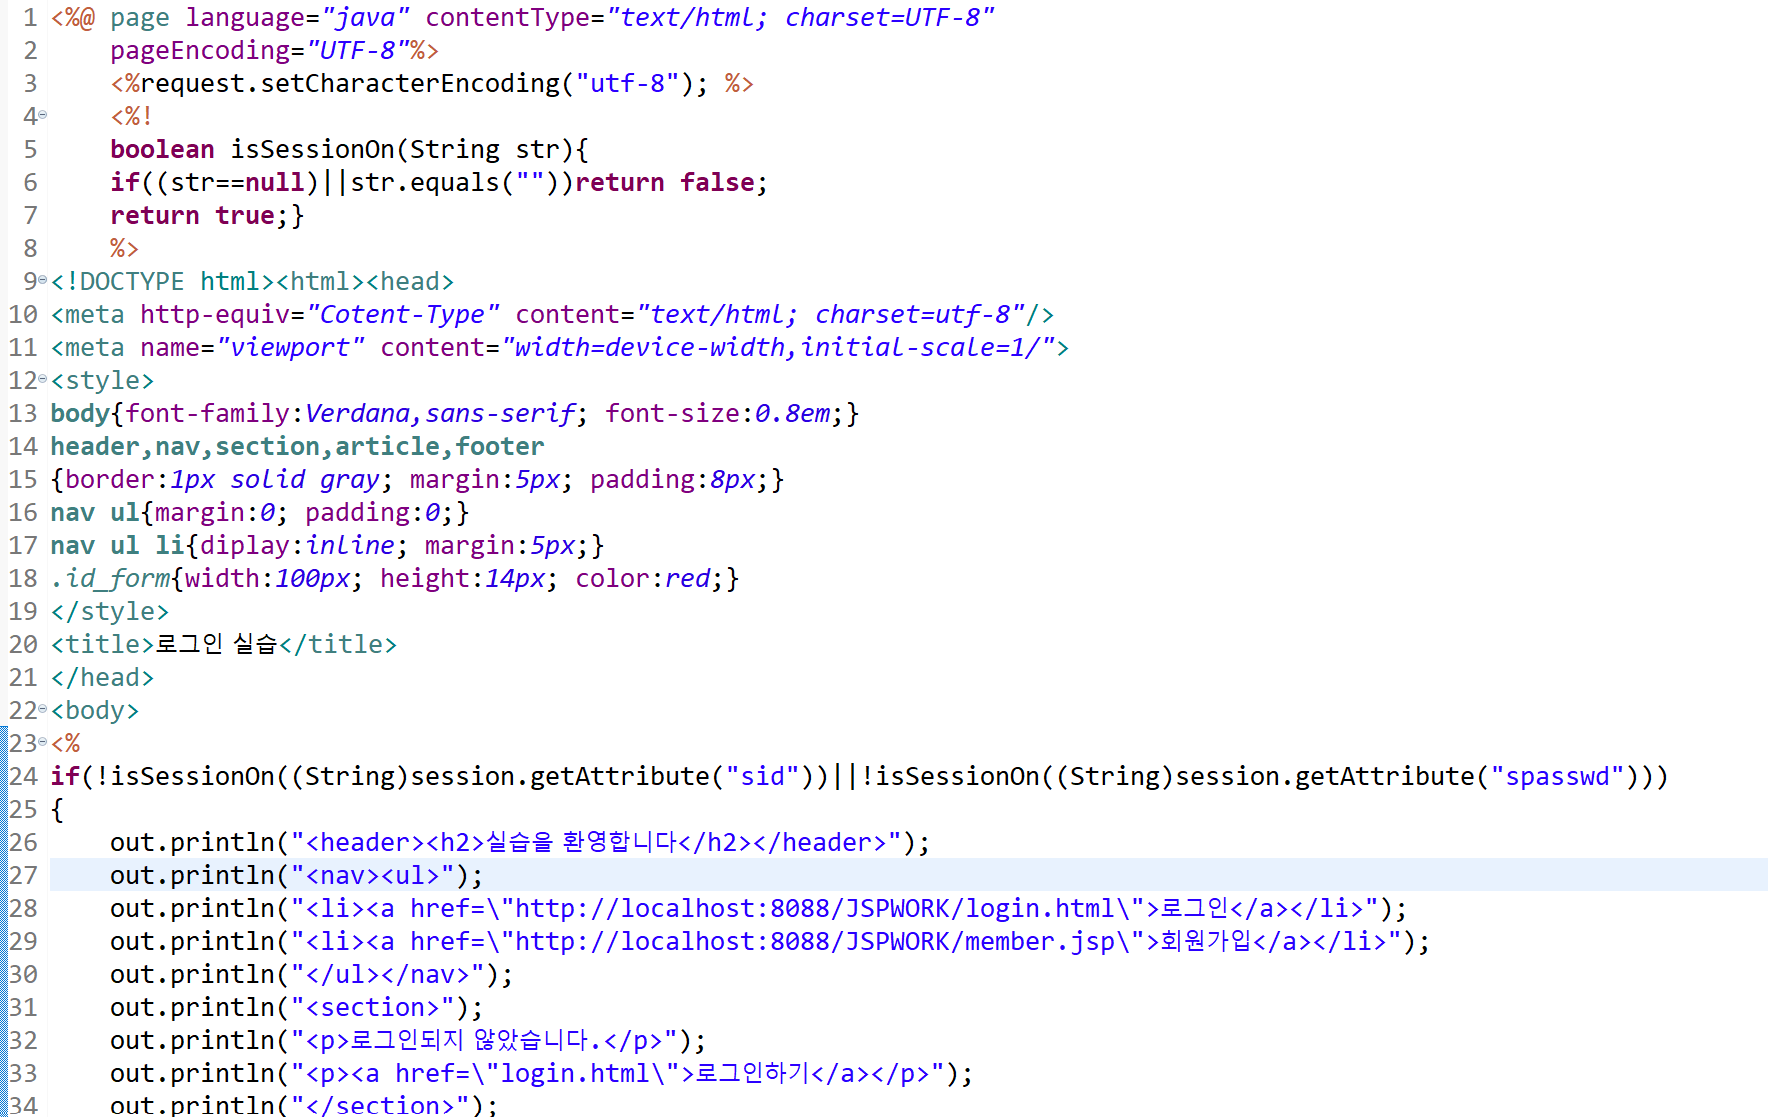 1 <%@ page language="java" contentType="text/html; charset=UTF-8"
2     pageEncoding="UTF-8"%>
3     <%request.setCharacterEncoding("utf-8"); %>
4     <%!
5     boolean isSessionOn(String str){
6     if((str==null)||str.equals(""))return false;
7     return true;}
8     %>
9 <!DOCTYPE html><html><head>
10 <meta http-equiv="Cotent-Type" content="text/html; charset=utf-8"/>
11 <meta name="viewport" content="width=device-width,initial-scale=1/">
12 <style>
13 body{font-family:Verdana,sans-serif; font-size:0.8em;}
14 header,nav,section,article,footer
15 {border:1px solid gray; margin:5px; padding:8px;}
16 nav ul{margin:0; padding:0;}
17 nav ul li{diplay:inline; margin:5px;}
18 .id_form{width:100px; height:14px; color:red;}
19 </style>
20 <title>로그인 실습</title>
21 </head>
22 <body>
23 <%
24 if(!isSessionOn((String)session.getAttribute("sid"))||!isSessionOn((String)session.getAttribute("spasswd")))
25 {
26     out.println("<header><h2>실습을 환영합니다</h2></header>");
27     out.println("<nav><ul>");
28     out.println("<li><a href=\"http://localhost:8088/JSPWORK/login.html\">로그인</a></li>");
29     out.println("<li><a href=\"http://localhost:8088/JSPWORK/member.jsp\">회원가입</a></li>");
30     out.println("</ul></nav>");
31     out.println("<section>");
32     out.println("<p>로그인되지 않았습니다.</p>");
33     out.println("<p><a href=\"login.html\">로그인하기</a></p>");
34     out.println("</section>");